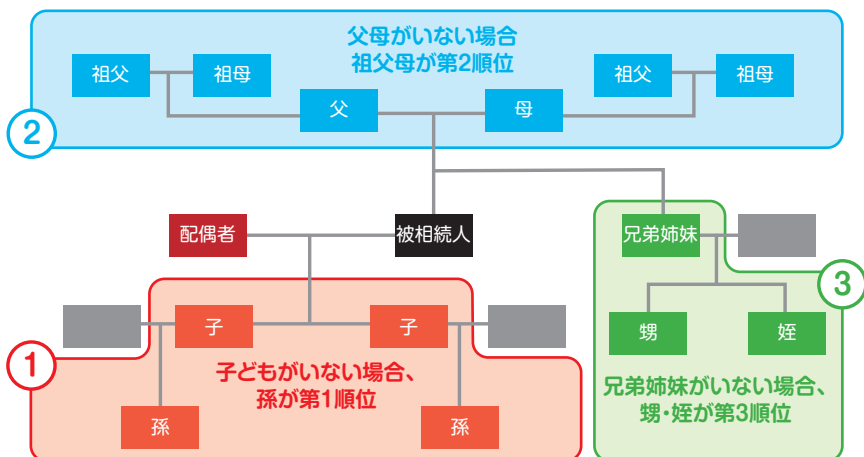 父母がいない場合
祖父母が第2順位
祖父
祖母
祖父
祖母
父
母
2
配偶者
被相続人
兄弟姉妹
3
子
子
甥
姪
1
子どもがいない場合、
孫が第1順位
兄弟姉妹がいない場合、
甥・姪が第3順位
孫
孫